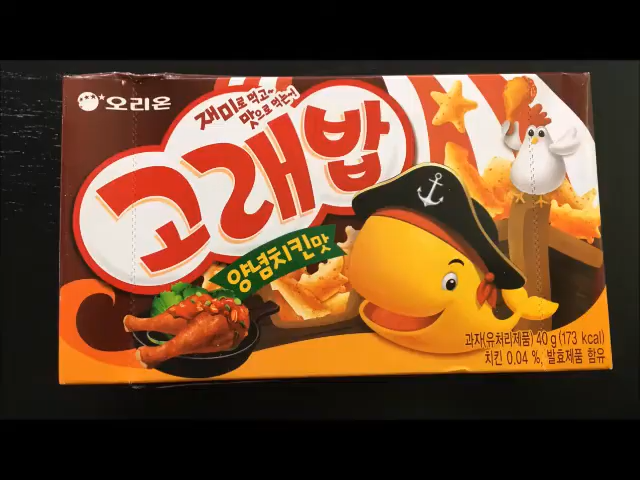 오리온
재미로 먹고~
맛으로 먹는~!
고래밥
양념치킨맛
과자(유처리제품) 40 g (173 kcal)
치킨 0.04 %, 발효제품 함유